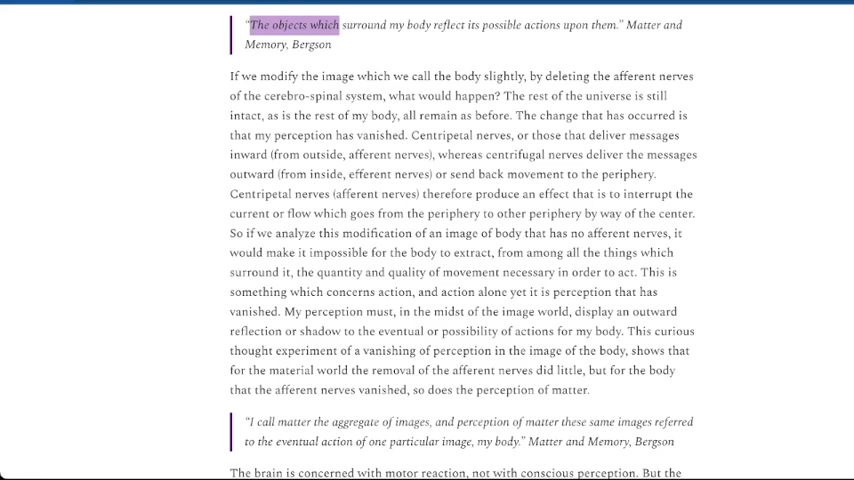 “The objects which surround my body reflect its possible actions upon them.” Matter and
Memory, Bergson
If we modify the image which we call the body slightly, by deleting the afferent nerves
of the cerebro-spinal system, what would happen? The rest of the universe is still
intact, as is the rest of my body, all remain as before. The change that has occurred is
that my perception has vanished. Centripetal nerves, or those that deliver messages
inward (from outside, afferent nerves), whereas centrifugal nerves deliver the messages
outward (from inside, efferent nerves) or send back movement to the periphery.
Centripetal nerves (afferent nerves) therefore produce an effect that is to interrupt the
current or flow which goes from the periphery to other periphery by way of the center.
So if we analyze this modification of an image of body that has no afferent nerves, it
would make it impossible for the body to extract, from among all the things which
surround it, the quantity and quality of movement necessary in order to act. This is
something which concerns action, and action alone yet it is perception that has
vanished. My perception must, in the midst of the image world, display an outward
reflection or shadow to the eventual or possibility of actions for my body. This curious
thought experiment of a vanishing of perception in the image of the body, shows that
for the material world the removal of the afferent nerves did little, but for the body
that the afferent nerves vanished, so does the perception of matter.
“I call matter the aggregate of images, and perception of matter these same images referred
to the eventual action of one particular image, my body.” Matter and Memory, Bergson
The brain is concerned with motor reaction, not with conscious perception. But the